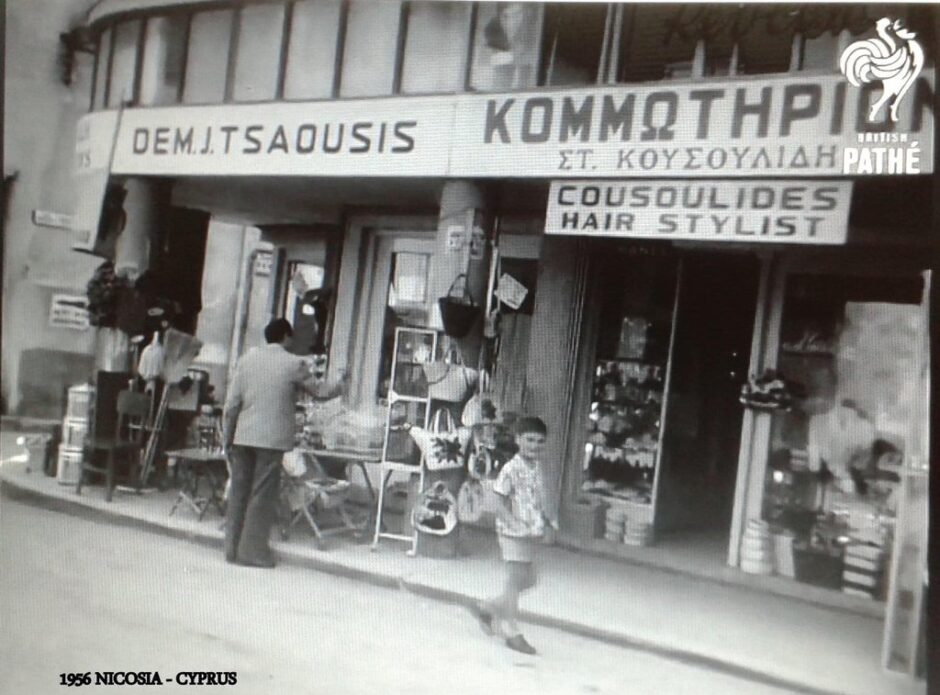 DEM. J. TSAOUSIS
ΚΟΜΜΩΤΗΡΙΟΝ
ΣΤ. ΚΟΥΣΟΥΛΙΔΗ
COUSOULIDES
HAIR STYLIST
BRITISH
PATHÉ
1956 NICOSIA - CYPRUS